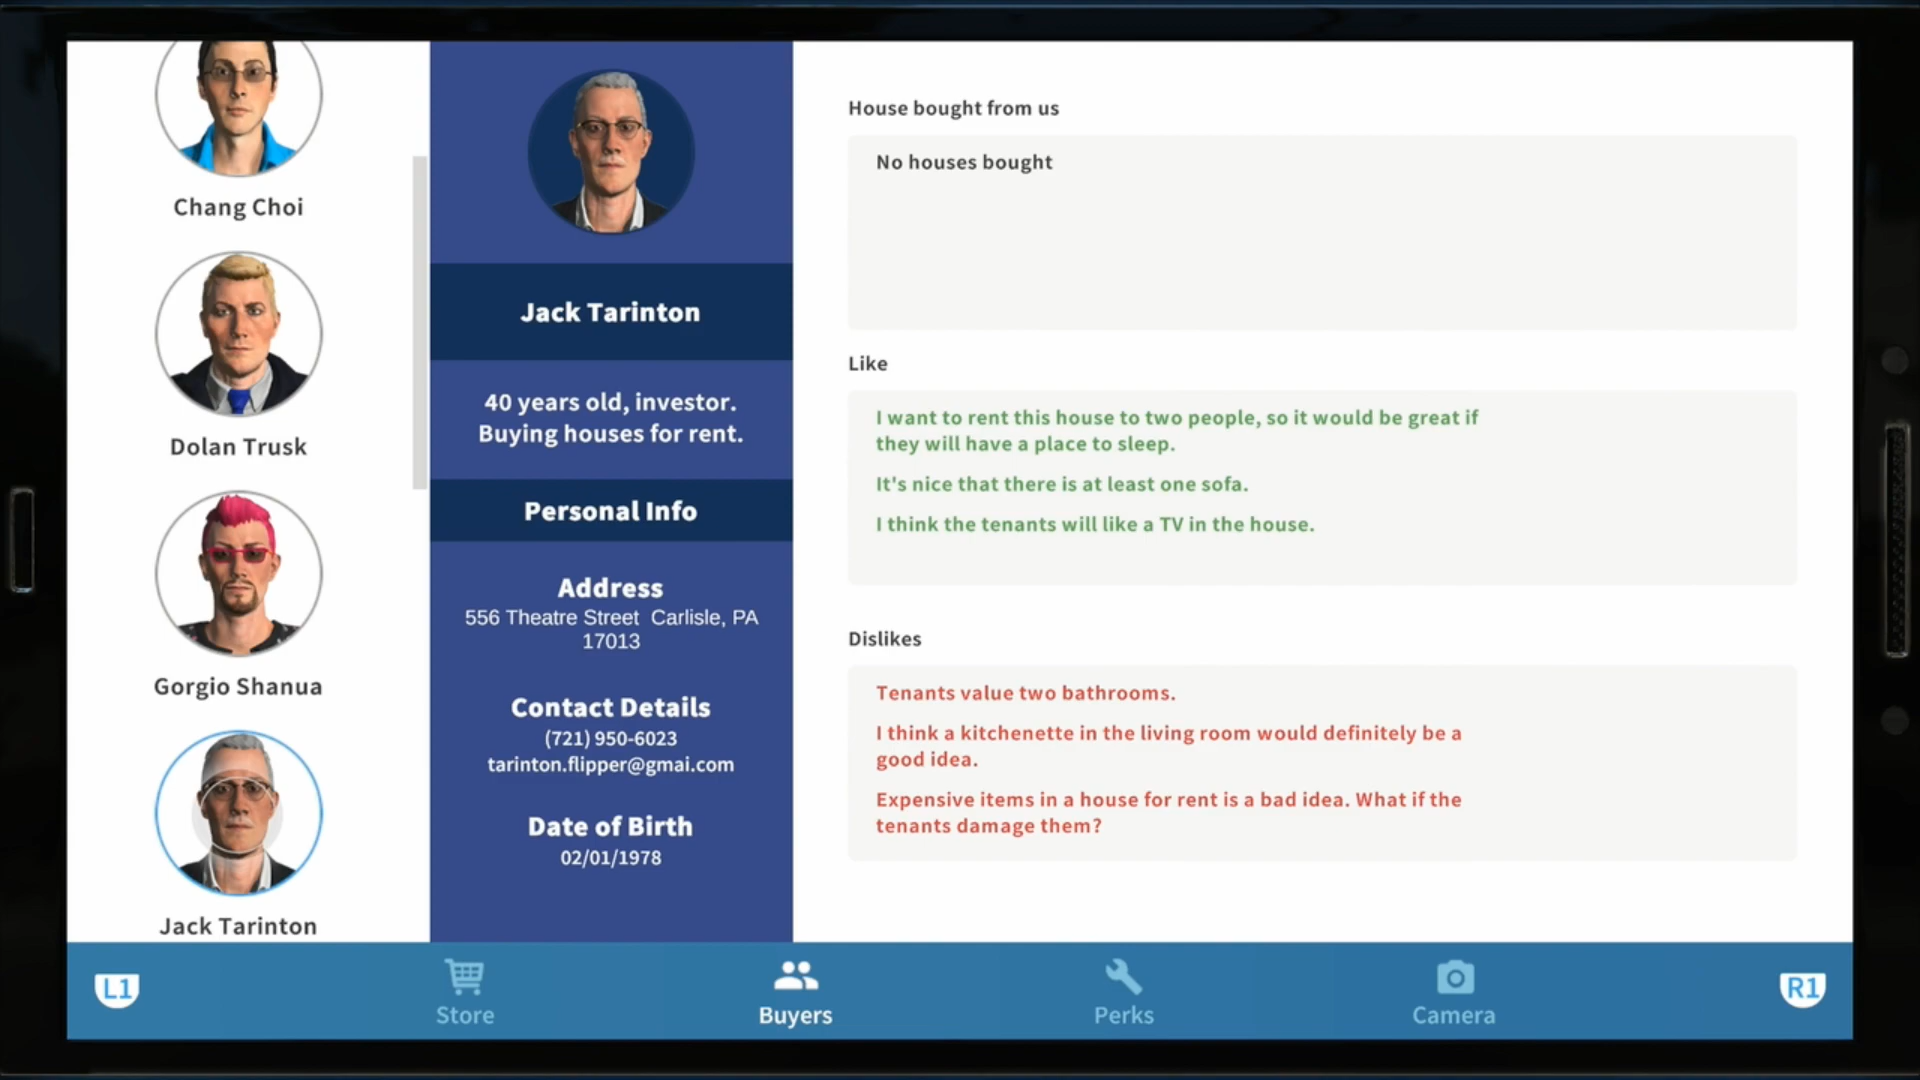 Chang Choi
Dolan Trusk
Gorgio Shanua
Jack Tarinton
Jack Tarinton
40 years old, investor.
Buying houses for rent.
Personal Info
Address
556 Theatre Street  Carlisle, PA
17013
Contact Details
(721) 950-6023
tarinton.flipper@gmai.com
Date of Birth
02/01/1978
House bought from us
No houses bought
Like
I want to rent this house to two people, so it would be great if
they will have a place to sleep.
It's nice that there is at least one sofa.
I think the tenants will like a TV in the house.
Dislikes
Tenants value two bathrooms.
I think a kitchenette in the living room would definitely be a
good idea.
Expensive items in a house for rent is a bad idea. What if the
tenants damage them?
L1
Store
Buyers
Perks
Camera
R1